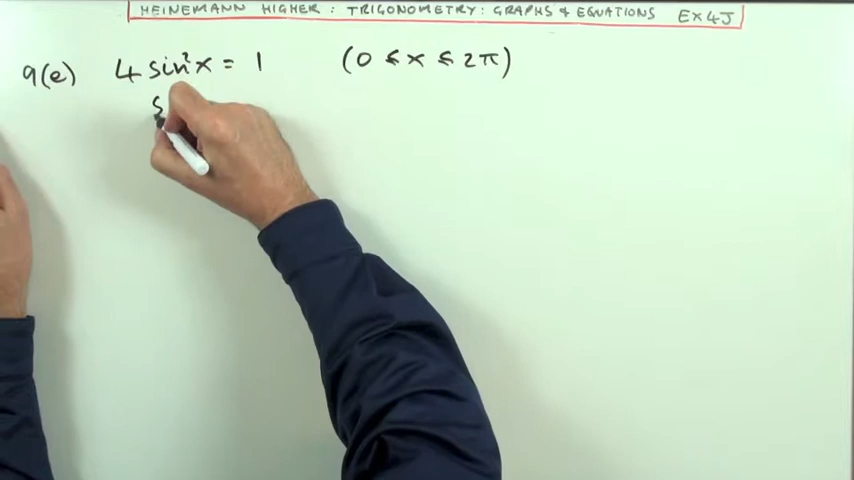 HEINEMANN HIGHER : TRIGONOMETRY: GRAPHS & EQUATIONS EX4J
9(e) 4 sin²x = 1 (0 ≤ x ≤ 2π)
s